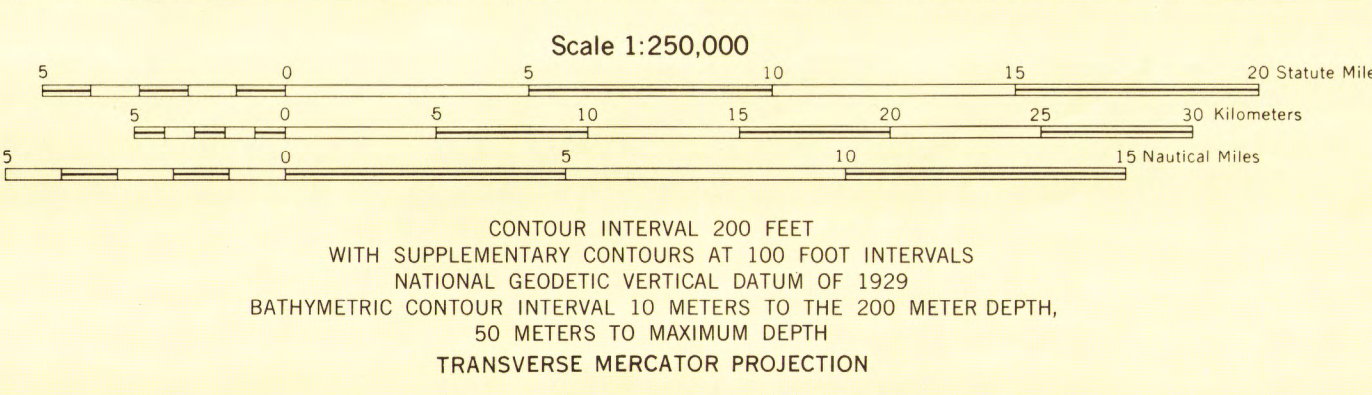 Scale 1:250,000
5 0 5 10 15 20 Statute Mile
5 0 5 10 15 20 25 30 Kilometers
5 0 5 10 15 Nautical Miles
CONTOUR INTERVAL 200 FEET
WITH SUPPLEMENTARY CONTOURS AT 100 FOOT INTERVALS
NATIONAL GEODETIC VERTICAL DATUM OF 1929
BATHYMETRIC CONTOUR INTERVAL 10 METERS TO THE 200 METER DEPTH,
50 METERS TO MAXIMUM DEPTH
TRANSVERSE MERCATOR PROJECTION